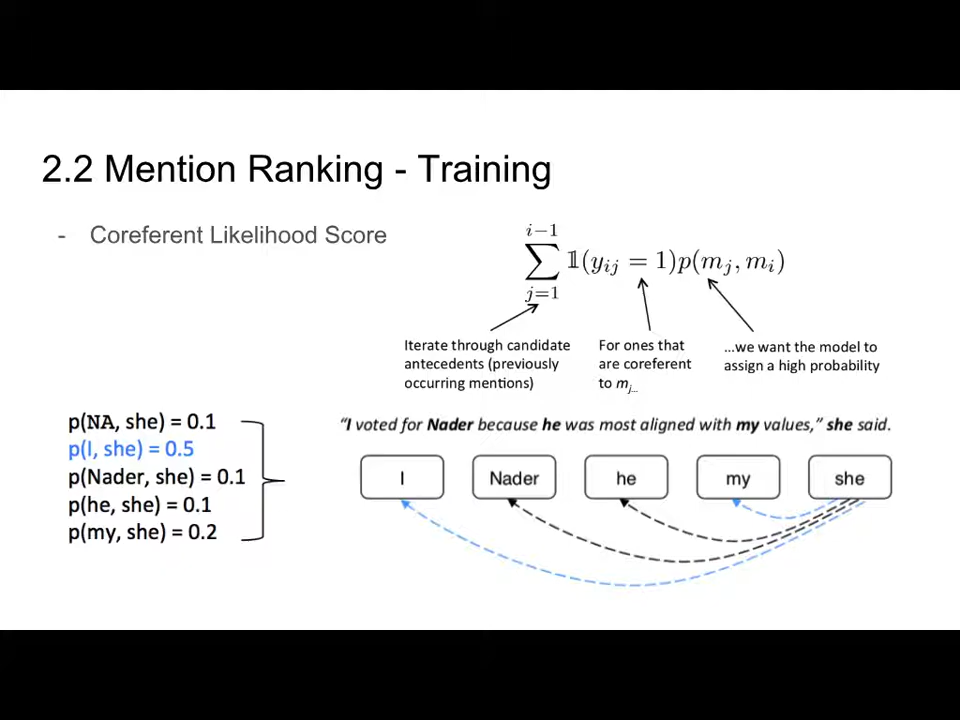 2.2 Mention Ranking - Training
- Coreferent Likelihood Score
i−1
∑ 𝟙(y_{ij} = 1)p(m_j, m_i)
j=1
Iterate through candidate
antecedents (previously
occurring mentions)
For ones that
are coreferent
to m_j...
...we want the model to
assign a high probability
p(NA, she) = 0.1
p(I, she) = 0.5
p(Nader, she) = 0.1
p(he, she) = 0.1
p(my, she) = 0.2
“I voted for Nader because he was most aligned with my values,” she said.
I Nader he my she